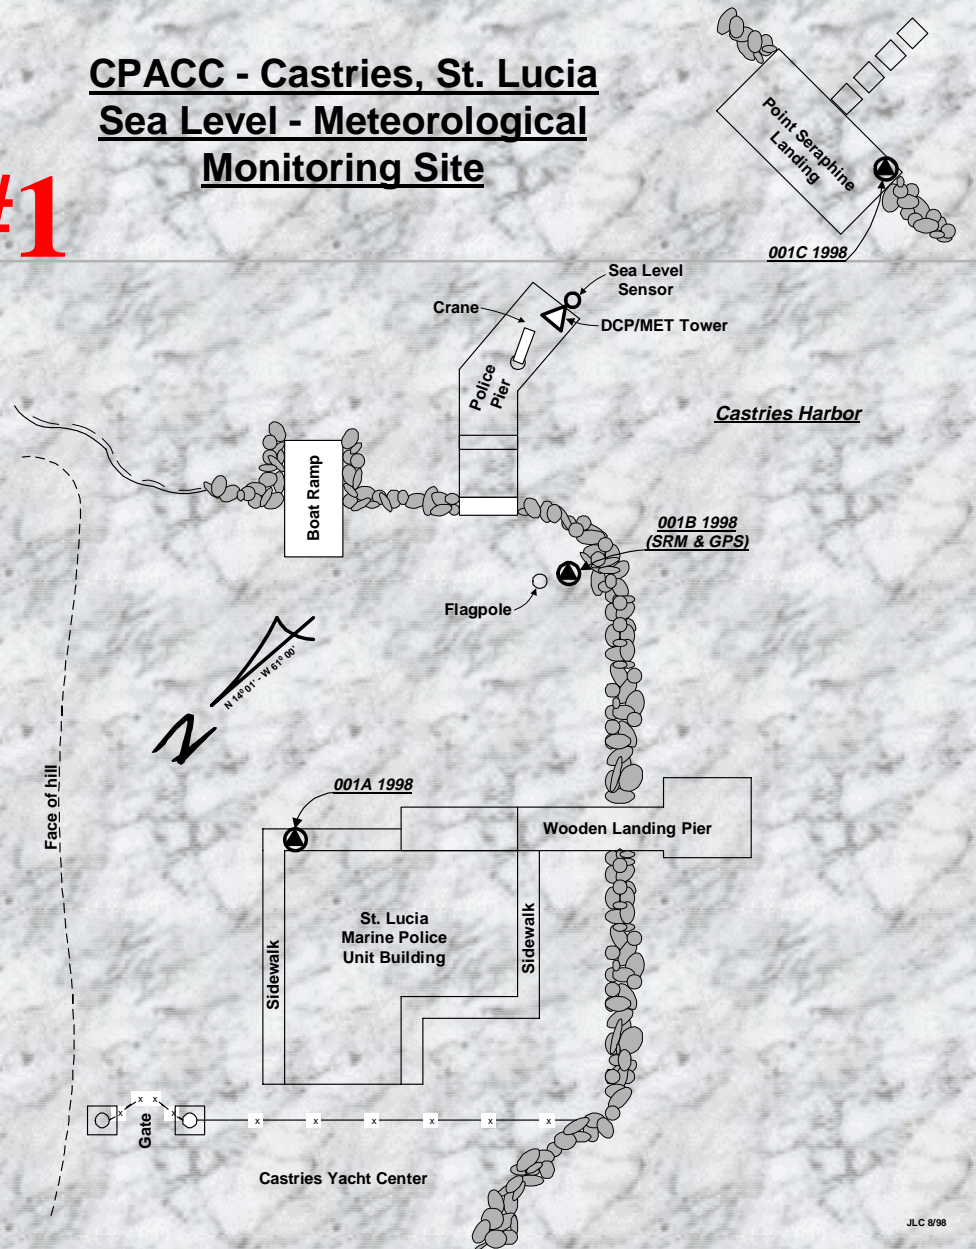 CPACC - Castries, St. Lucia
Sea Level - Meteorological
Monitoring Site
#1
Point Seraphine
Landing
001C 1998
Sea Level
Sensor
Crane
DCP/MET Tower
Police
Pier
Castries Harbor
Boat Ramp
001B 1998
(SRM & GPS)
Flagpole
N 14° 01' - W 61° 00'
N
Face of hill
001A 1998
Wooden Landing Pier
St. Lucia
Marine Police
Unit Building
Sidewalk
Sidewalk
x x x x
Gate
x x x x x x
Castries Yacht Center
JLC 8/98